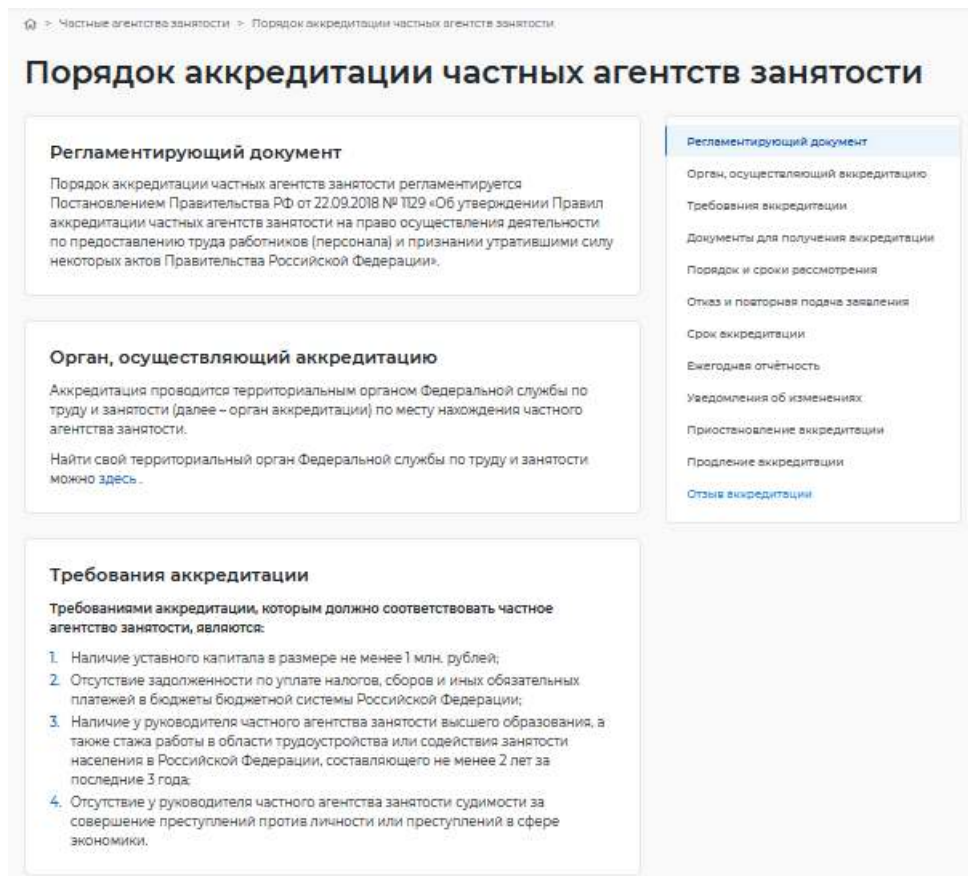 > Частные агентства занятости > Порядок аккредитации частных агентств занятости
Порядок аккредитации частных агентств занятости
Регламентирующий документ
Порядок аккредитации частных агентств занятости регламентируется
Постановлением Правительства РФ от 22.09.2018 № 1129 «Об утверждении Правил
аккредитации частных агентств занятости на право осуществления деятельности
по предоставлению труда работников (персонала) и признании утратившими силу
некоторых актов Правительства Российской Федерации».
Орган, осуществляющий аккредитацию
Аккредитация проводится территориальным органом Федеральной службы по
труду и занятости (далее – орган аккредитации) по месту нахождения частного
агентства занятости.
Найти свой территориальный орган Федеральной службы по труду и занятости
можно здесь .
Требования аккредитации
Требованиями аккредитации, которым должно соответствовать частное
агентство занятости, являются:
1. Наличие уставного капитала в размере не менее 1 млн. рублей;
2. Отсутствие задолженности по уплате налогов, сборов и иных обязательных
платежей в бюджеты бюджетной системы Российской Федерации;
3. Наличие у руководителя частного агентства занятости высшего образования, а
также стажа работы в области трудоустройства или содействия занятости
населения в Российской Федерации, составляющего не менее 2 лет за
последние 3 года;
4. Отсутствие у руководителя частного агентства занятости судимости за
совершение преступлений против личности или преступлений в сфере
экономики.
Регламентирующий документ
Орган, осуществляющий аккредитацию
Требования аккредитации
Документы для получения аккредитации
Порядок и сроки рассмотрения
Отказ и повторная подача заявления
Срок аккредитации
Ежегодная отчётность
Уведомления об изменениях
Приостановление аккредитации
Продление аккредитации
Отзыв аккредитации